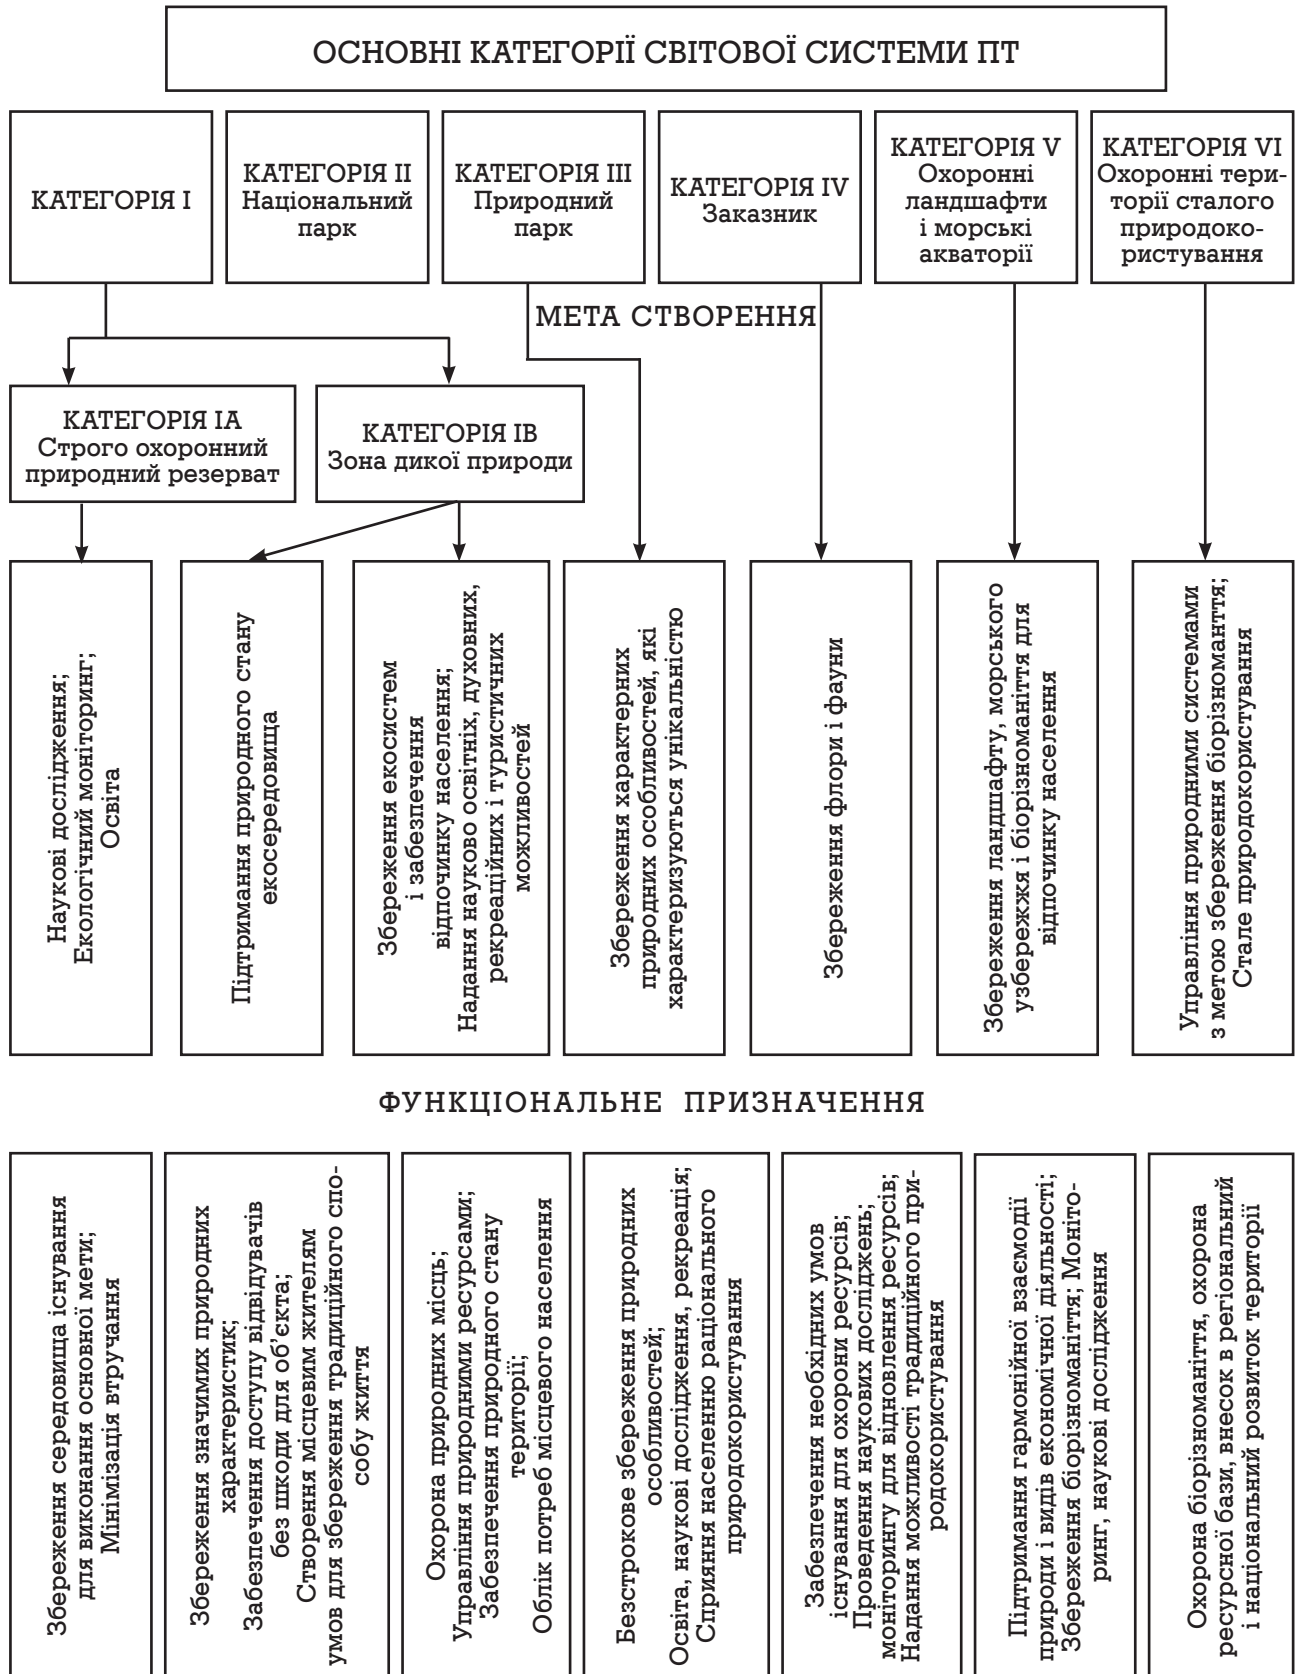 ОСНОВНІ КАТЕГОРІЇ СВІТОВОЇ СИСТЕМИ ПТ
КАТЕГОРІЯ І
КАТЕГОРІЯ ІІ
Національний
парк
КАТЕГОРІЯ ІІІ
Природний
парк
КАТЕГОРІЯ IV
Заказник
КАТЕГОРІЯ V
Охоронні
ландшафти
і морські
акваторії
КАТЕГОРІЯ VI
Охоронні тери-
торії сталого
природоко-
ристування
МЕТА СТВОРЕННЯ
КАТЕГОРІЯ ІА
Строго охоронний
природний резерват
КАТЕГОРІЯ ІВ
Зона дикої природи
Наукові дослідження;
Екологічний моніторинг;
Освіта
Підтримання природного стану
екосередовища
Збереження екосистем
і забезпечення
відпочинку населення;
Надання науково освітніх, духовних,
рекреаційних і туристичних
можливостей
Збереження характерних
природних особливостей, які
характеризуються унікальністю
Збереження флори і фауни
Збереження ландшафту, морського
узбережжя і біорізноманіття для
відпочинку населення
Управління природними системами
з метою збереження біорізноманття;
Стале природокористування
ФУНКЦІОНАЛЬНЕ ПРИЗНАЧЕННЯ
Збереження середовища існування
для виконання основної мети;
Мінімізація втручання
Збереження значимих природних
характеристик;
Забезпечення доступу відвідувачів
без шкоди для об’єкта;
Створення місцевим жителям
умов для збереження традиційного спо-
собу життя
Охорона природних місць;
Управління природними ресурсами;
Забезпечення природного стану
території;
Облік потреб місцевого населення
Безстрокове збереження природних
особливостей;
Освіта, наукові дослідження, рекреація;
Сприяння населенню раціонального
природокористування
Забезпечення необхідних умов
існування для охорони ресурсів;
Проведення наукових досліджень;
моніторингу для відновлення ресурсів;
Надання можливості традиційного при-
родокористування
Підтримання гармонійної взаємодії
природи і видів економічної діяльності;
Збереження біорізноманіття; Моніто-
ринг, наукові дослідження
Охорона біорізноманіття, охорона
ресурсної бази, внесок в регіональний
і національний розвиток території